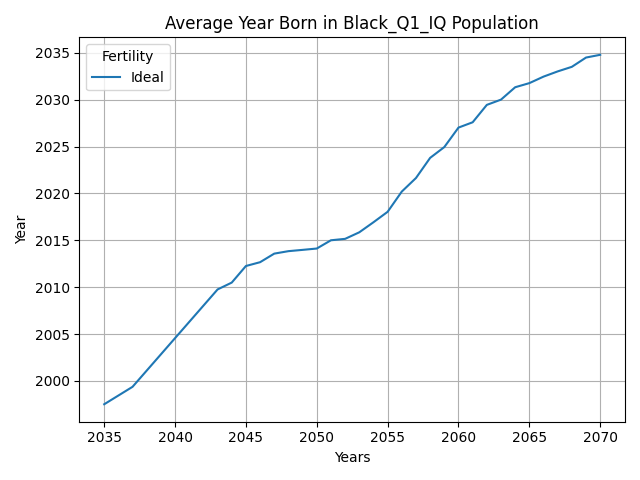 Average Year Born in Black_Q1_IQ Population
Fertility
Ideal
Year
2035
2030
2025
2020
2015
2010
2005
2000
2035 2040 2045 2050 2055 2060 2065 2070
Years